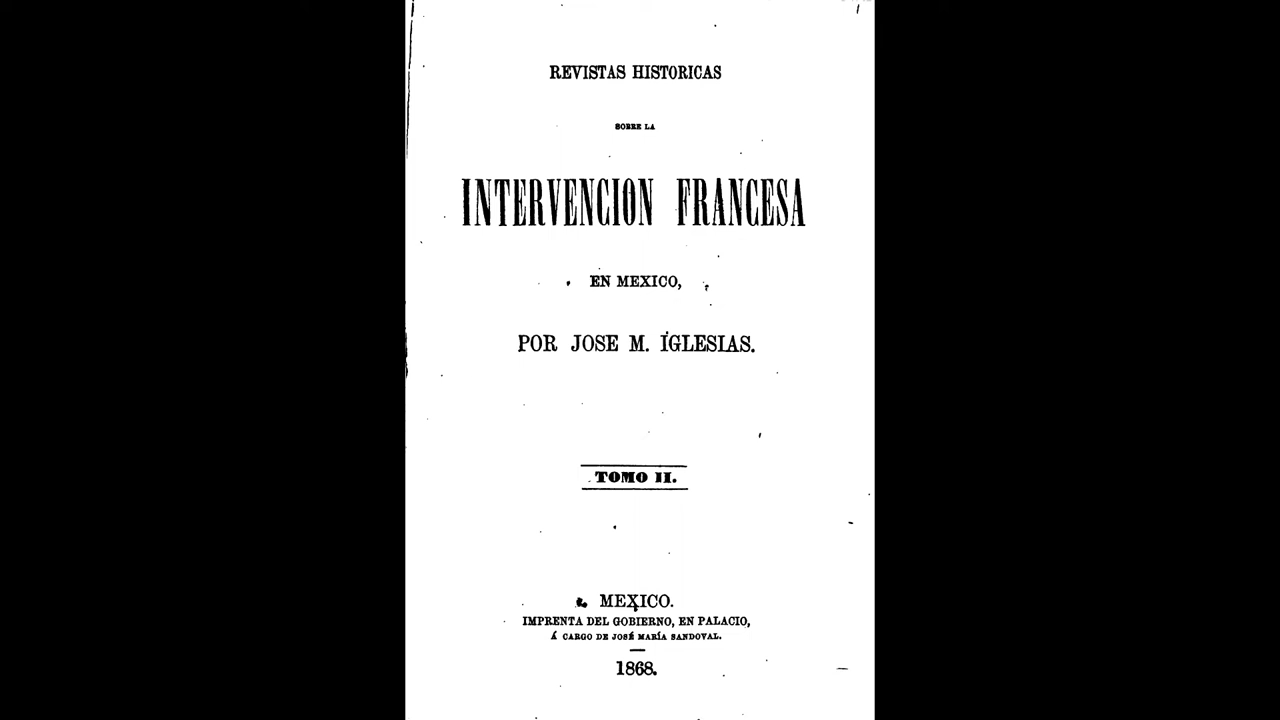 REVISTAS HISTORICAS
SOBRE LA
INTERVENCION FRANCESA
EN MEXICO,
POR JOSE M. IGLESIAS.
TOMO II.
MEXICO.
IMPRENTA DEL GOBIERNO, EN PALACIO,
Á CARGO DE JOSÉ MARÍA SANDOVAL.
1868.